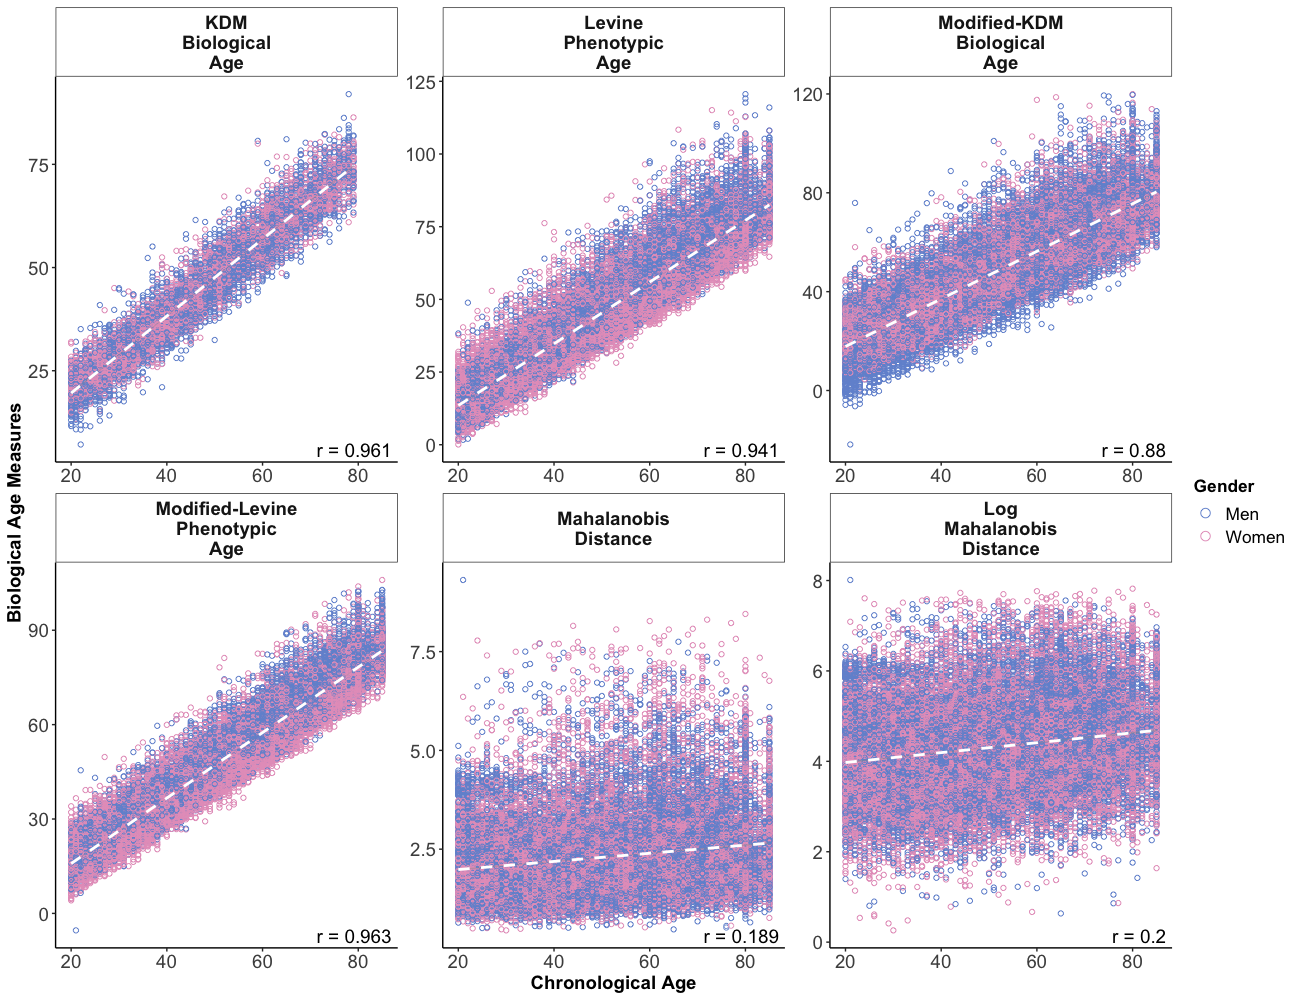 KDM
Biological
Age
Levine
Phenotypic
Age
Modified-KDM
Biological
Age
75
50
25
20
40
60
80
r = 0.961
125
100
75
50
25
0
20
40
60
80
r = 0.941
120
80
40
0
20
40
60
80
r = 0.88
Biological Age Measures
Modified-Levine
Phenotypic
Age
Mahalanobis
Distance
Log
Mahalanobis
Distance
90
60
30
0
20
40
60
80
r = 0.963
7.5
5.0
2.5
20
40
60
80
r = 0.189
8
6
4
2
0
20
40
60
80
r = 0.2
Chronological Age
Gender
Men
Women